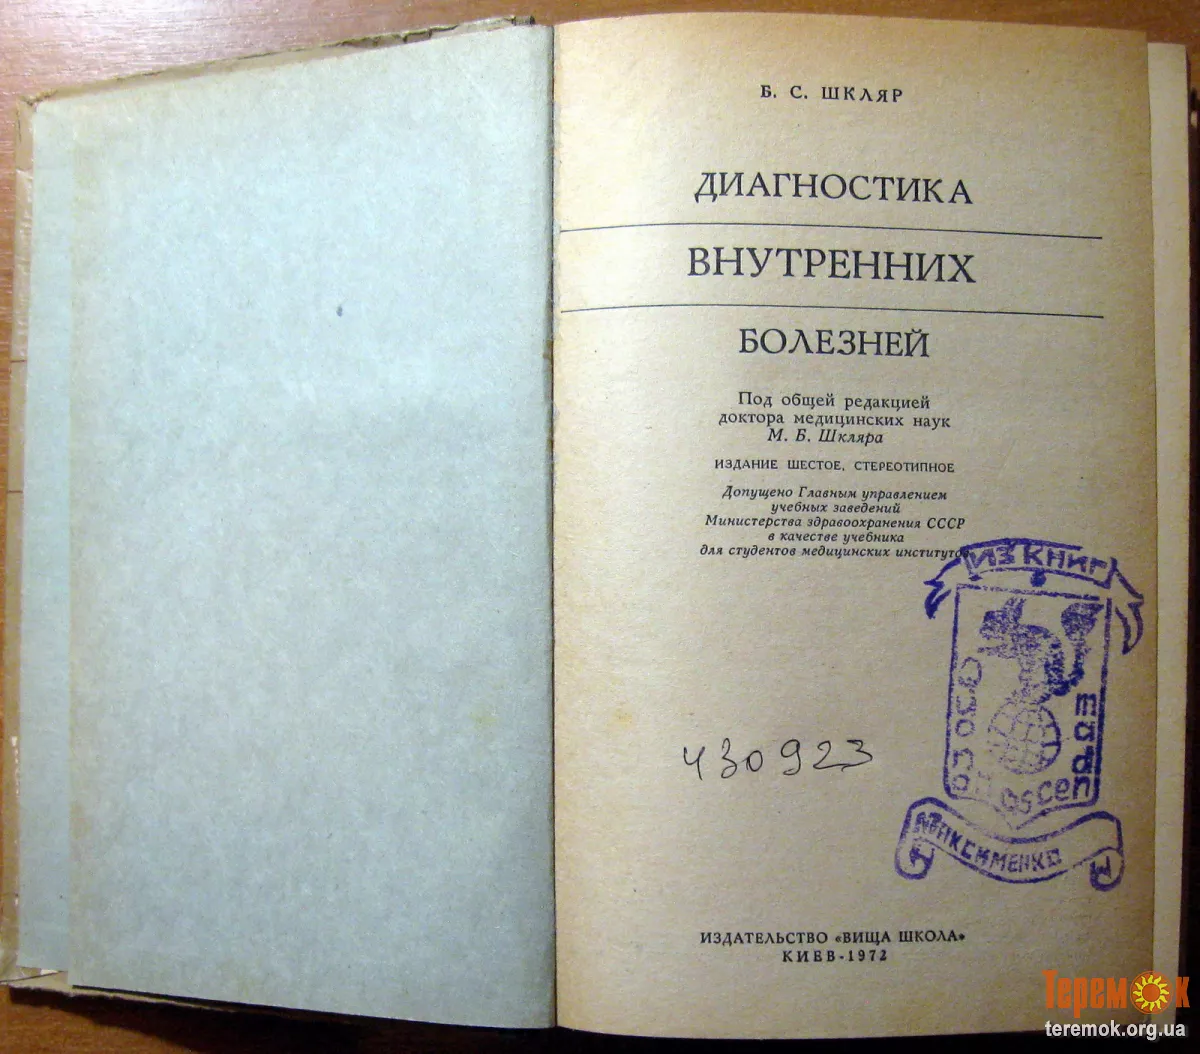 Б. С. ШКЛЯР
ДИАГНОСТИКА
ВНУТРЕННИХ
БОЛЕЗНЕЙ
Под общей редакцией
доктора медицинских наук
М. Б. Шкляра
ИЗДАНИЕ ШЕСТОЕ, СТЕРЕОТИПНОЕ
Допущено Главным управлением
учебных заведений
Министерства здравоохранения СССР
в качестве учебника
для студентов медицинских институтов
ИЗ КНИГ
МАКСИМЕНКО
430923
ИЗДАТЕЛЬСТВО «ВИЩА ШКОЛА»
КИЕВ-1972
Теремок
teremok.org.ua